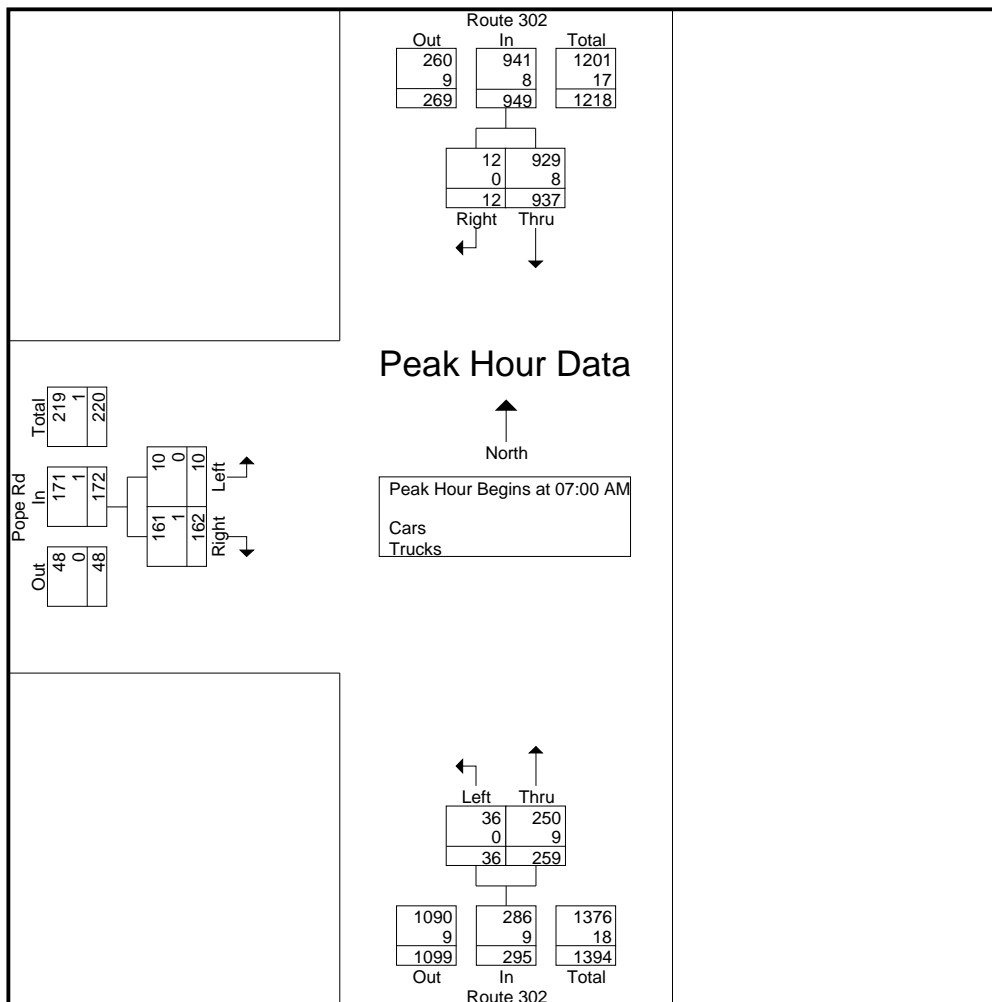 Route 302
Out In Total
260 941 1201
9 8 17
269 949 1218
12 929
0 8
12 937
Right Thru
Peak Hour Data
North
Peak Hour Begins at 07:00 AM
Cars
Trucks
Pope Rd
Out In Total
48 171 219
0 1 1
48 172 220
161 10
1 0
162 10
Right Left
Left Thru
36 250
0 9
36 259
1090 286 1376
9 9 18
1099 295 1394
Out In Total
Route 302